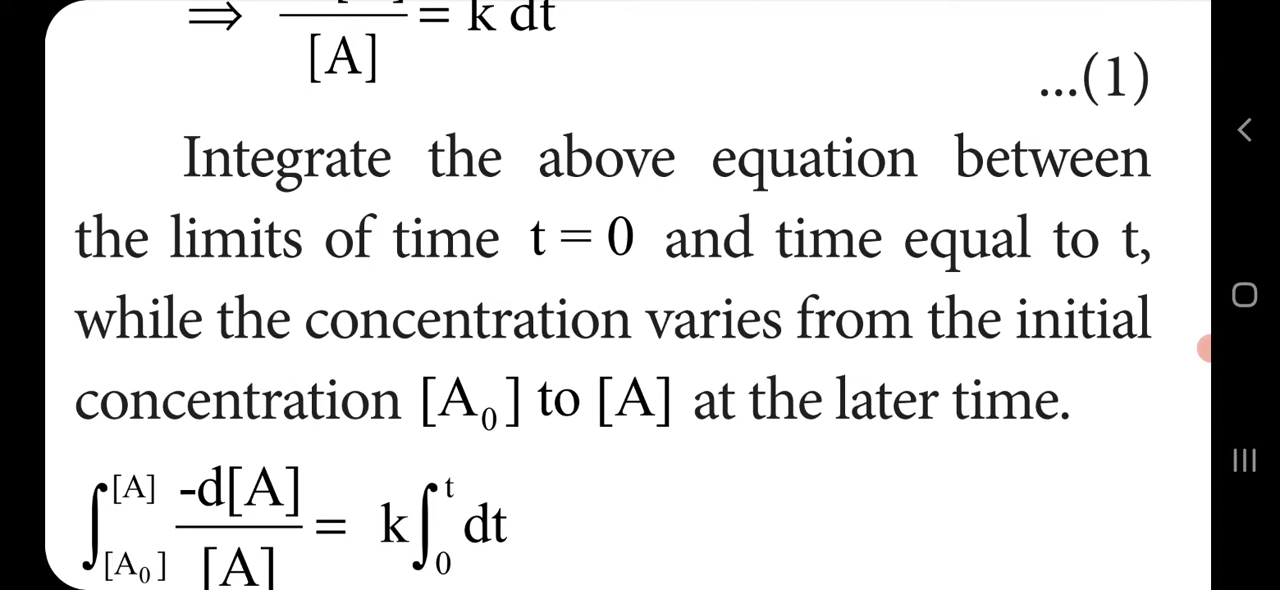 ⇒ [A] = k dt
...(1)
Integrate the above equation between
the limits of time t = 0 and time equal to t,
while the concentration varies from the initial
concentration [A₀] to [A] at the later time.
∫[A₀][A] -d[A]/[A] = k∫₀ᵗ dt